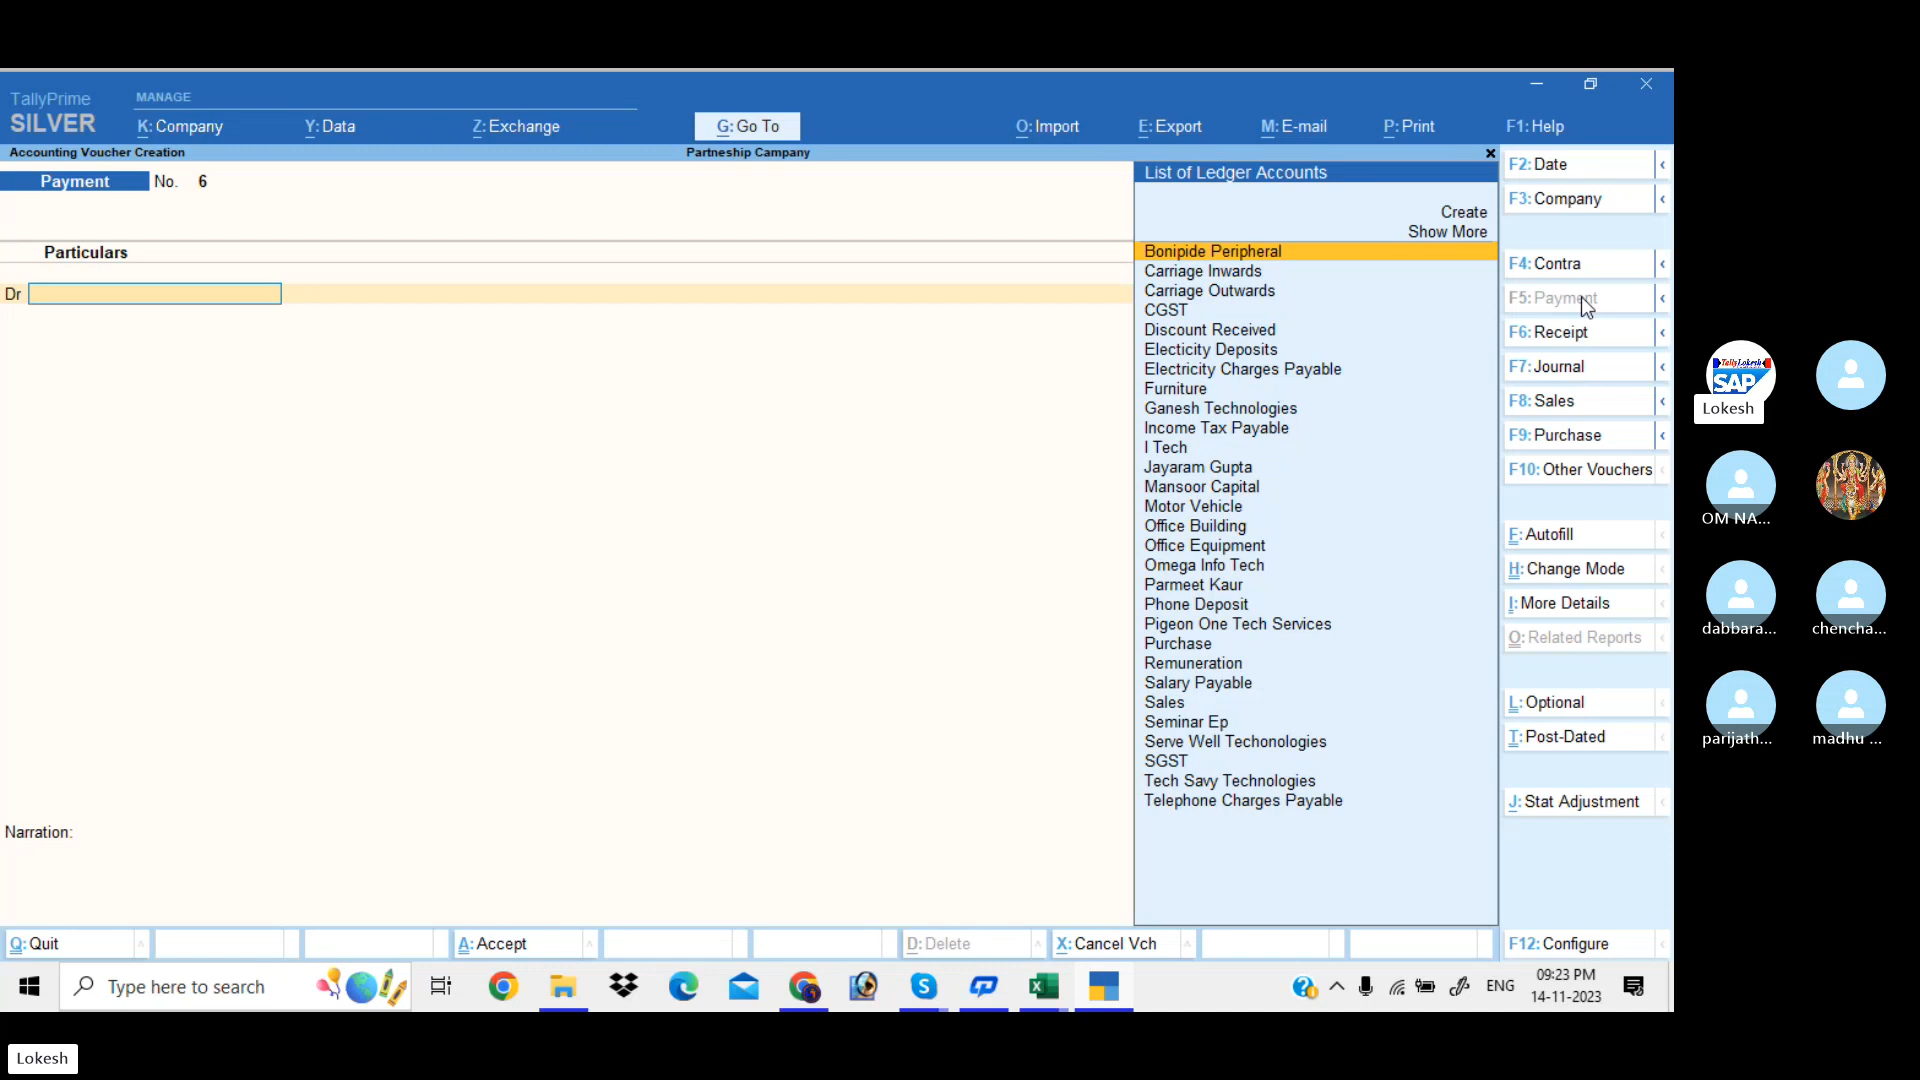 TallyPrime
SILVER
MANAGE
K: Company
Y: Data
Z: Exchange
G: Go To
O: Import
E: Export
M: E-mail
P: Print
F1: Help
Accounting Voucher Creation
Partneship Campany
Payment No. 6
Particulars
Dr
Narration:
List of Ledger Accounts
Create
Show More
Bonipide Peripheral
Carriage Inwards
Carriage Outwards
CGST
Discount Received
Electicity Deposits
Electricity Charges Payable
Furniture
Ganesh Technologies
Income Tax Payable
I Tech
Jayaram Gupta
Mansoor Capital
Motor Vehicle
Office Building
Office Equipment
Omega Info Tech
Parmeet Kaur
Phone Deposit
Pigeon One Tech Services
Purchase
Remuneration
Salary Payable
Sales
Seminar Ep
Serve Well Techonologies
SGST
Tech Savy Technologies
Telephone Charges Payable
F2: Date
F3: Company
F4: Contra
F5: Payment
F6: Receipt
F7: Journal
F8: Sales
F9: Purchase
F10: Other Vouchers
F: Autofill
H: Change Mode
I: More Details
O: Related Reports
L: Optional
T: Post-Dated
J: Stat Adjustment
F12: Configure
Q: Quit
A: Accept
D: Delete
X: Cancel Vch
Type here to search
ENG
09:23 PM
14-11-2023
TallyLokesh
SAP
Lokesh
OM NA...
dabbara...
chencha...
parijath...
madhu ...
Lokesh